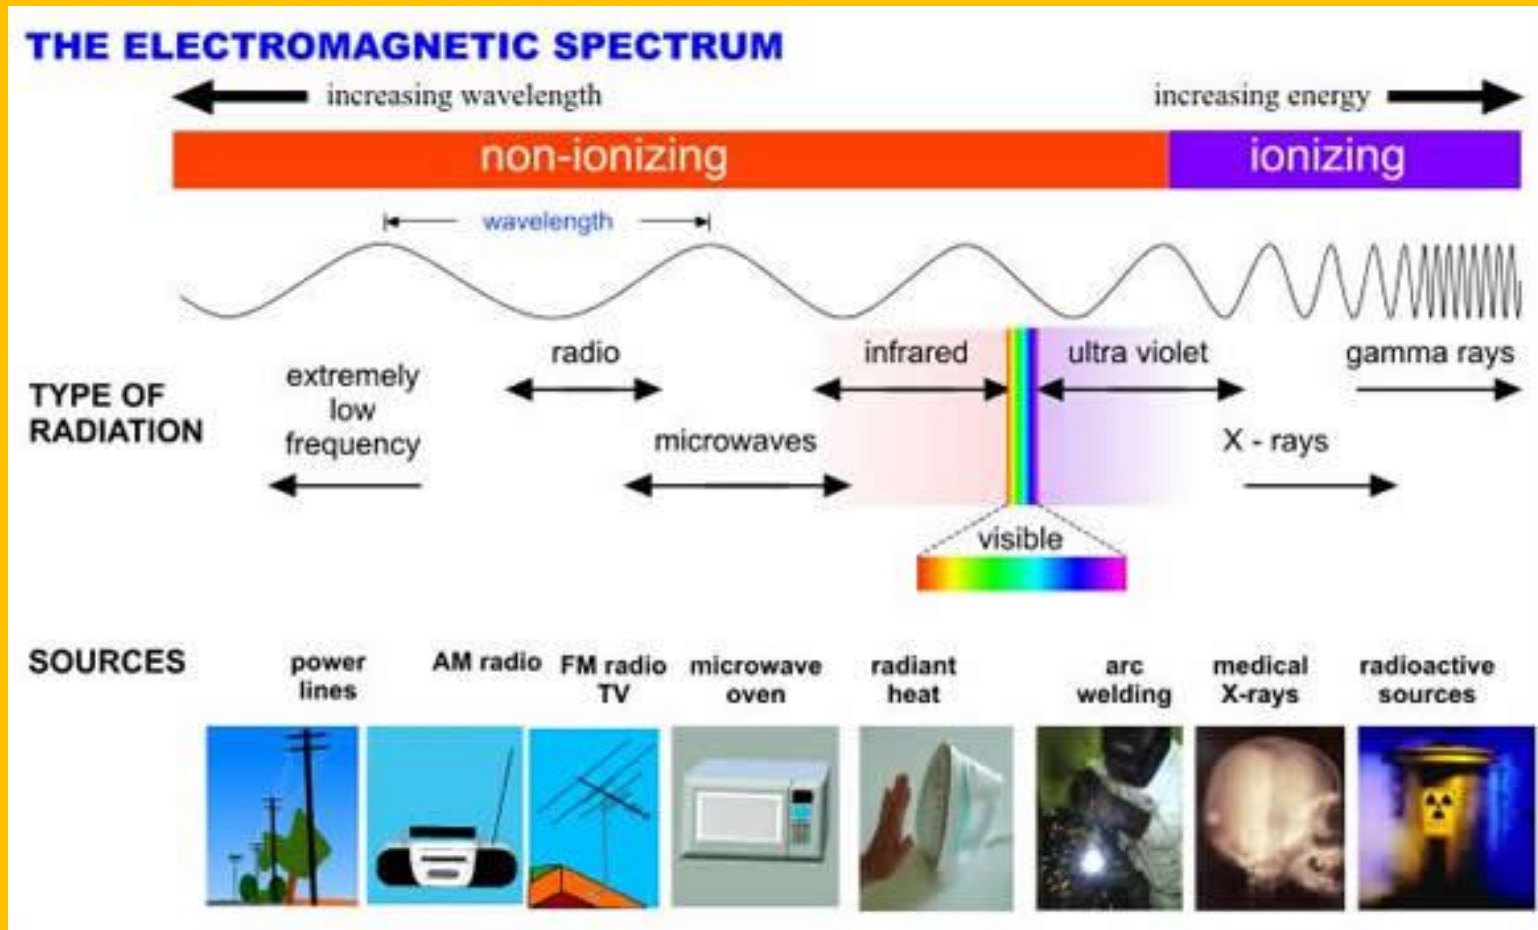 THE ELECTROMAGNETIC SPECTRUM
increasing wavelength
increasing energy
non-ionizing
ionizing
wavelength
TYPE OF
RADIATION
extremely
low
frequency
radio
microwaves
infrared
visible
ultra violet
X - rays
gamma rays
SOURCES
power
lines
AM radio
FM radio
TV
microwave
oven
radiant
heat
arc
welding
medical
X-rays
radioactive
sources